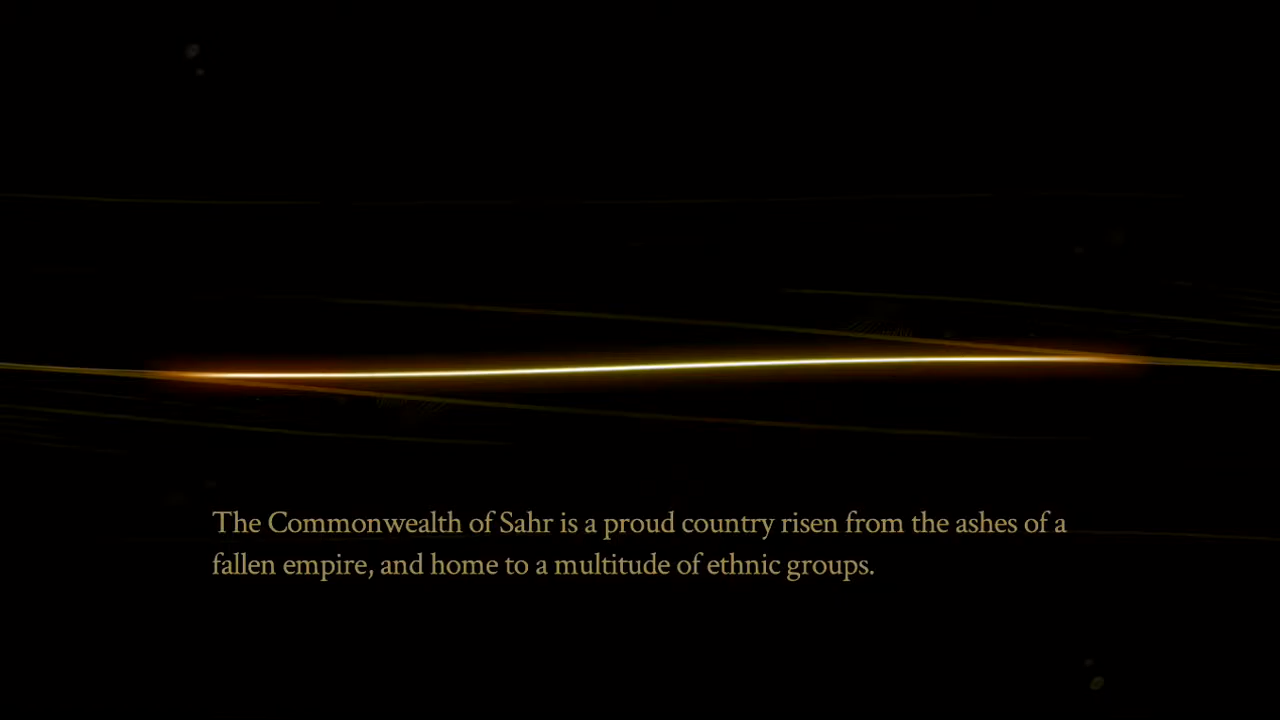 The Commonwealth of Sahr is a proud country risen from the ashes of a
fallen empire, and home to a multitude of ethnic groups.